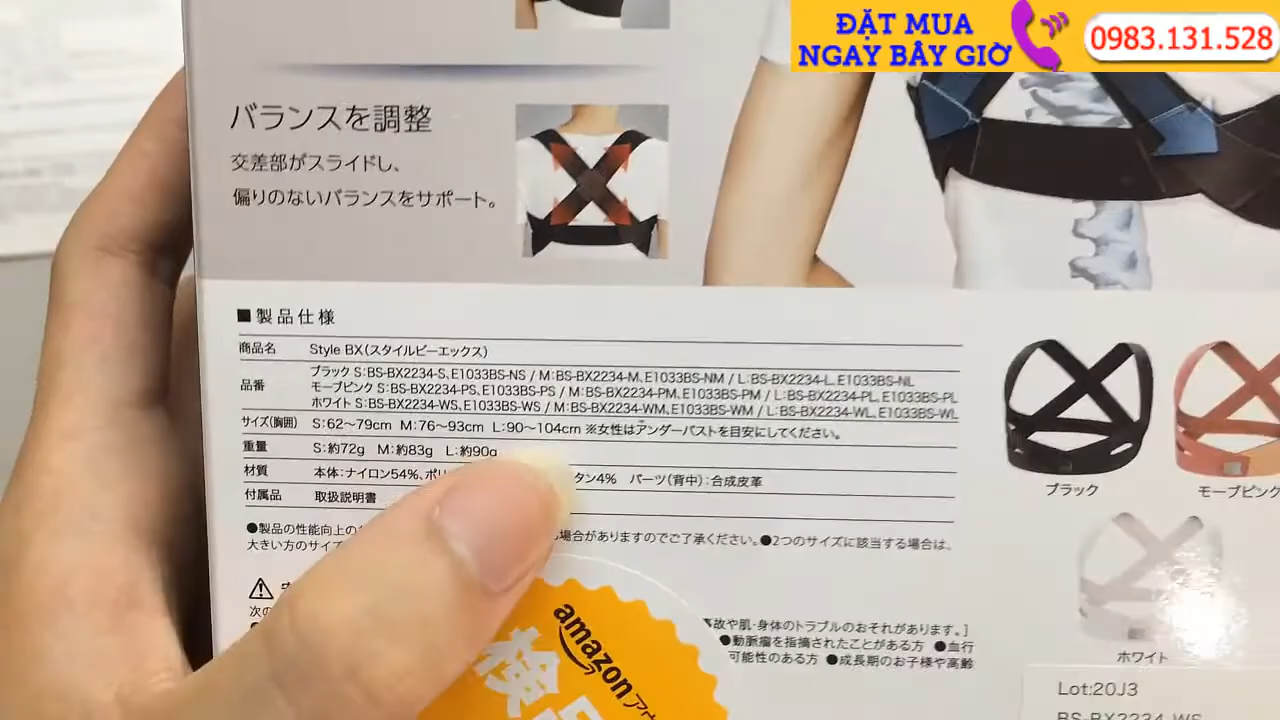 ĐẶT MUA
NGAY BÂY GIỜ
0983.131.528
バランスを調整
交差部がスライドし、
偏りのないバランスをサポート。
■製品仕様
商品名 Style BX(スタイルビーエックス)
品番
ブラック S:BS-BX2234-S、E1033BS-NS / M:BS-BX2234-M、E1033BS-NM / L:BS-BX2234-L、E1033BS-NL
モーブピンク S:BS-BX2234-PS、E1033BS-PS / M:BS-BX2234-PM、E1033BS-PM / L:BS-BX2234-PL、E1033BS-PL
ホワイト S:BS-BX2234-WS、E1033BS-WS / M:BS-BX2234-WM、E1033BS-WM / L:BS-BX2234-WL、E1033BS-WL
サイズ(胸囲) S:62〜79cm M:76〜93cm L:90〜104cm ※女性はアンダーバストを目安にしてください。
重量 S:約72g M:約83g L:約90g
材質 本体:ナイロン54%、ポリ タン4% パーツ(背中):合成皮革
付属品 取扱説明書
●製品の性能向上の 場合がありますのでご了承ください。●2つのサイズに該当する場合は、
大きい方のサイズ
次の
事故や肌・身体のトラブルのおそれがあります。]
●動脈瘤を指摘されたことがある方 ●血行
可能性のある方 ●成長期のお子様や高齢
amazon
検品
ブラック
モーブピンク
ホワイト
Lot:20J3
BS-BX2234-WS